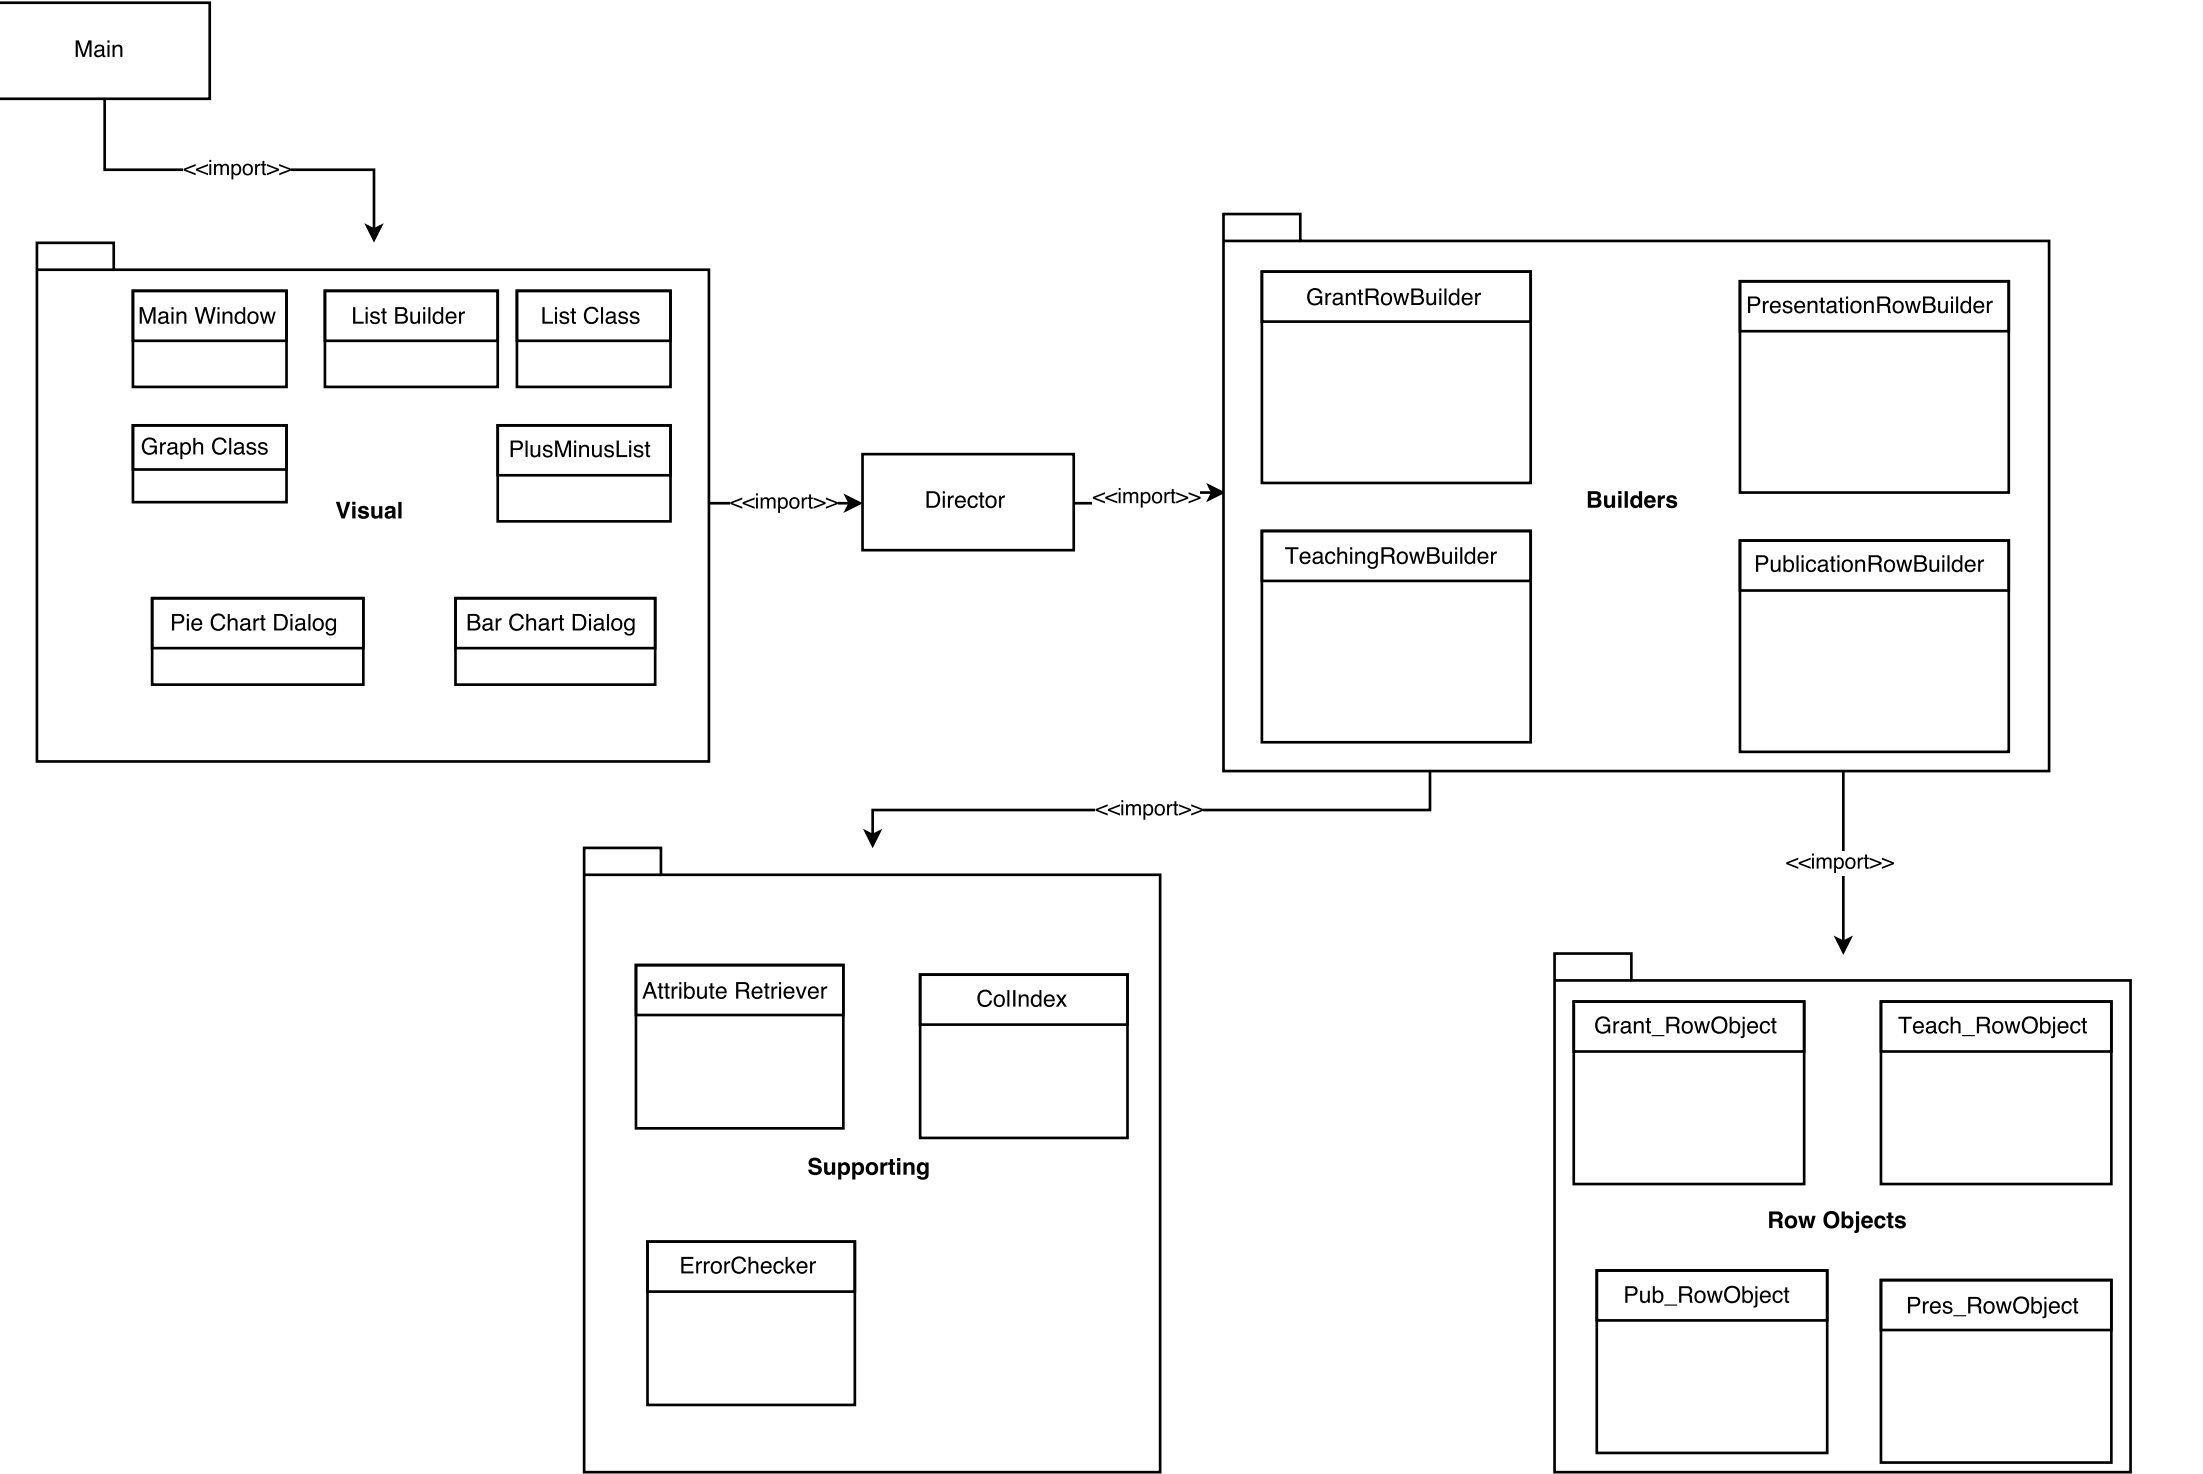 Main
<<import>>
Main Window
List Builder
List Class
Graph Class
PlusMinusList
Visual
Pie Chart Dialog
Bar Chart Dialog
<<import>>
Director
<<import>>
GrantRowBuilder
PresentationRowBuilder
Builders
TeachingRowBuilder
PublicationRowBuilder
<<import>>
<<import>>
Attribute Retriever
ColIndex
Supporting
ErrorChecker
Grant_RowObject
Teach_RowObject
Row Objects
Pub_RowObject
Pres_RowObject